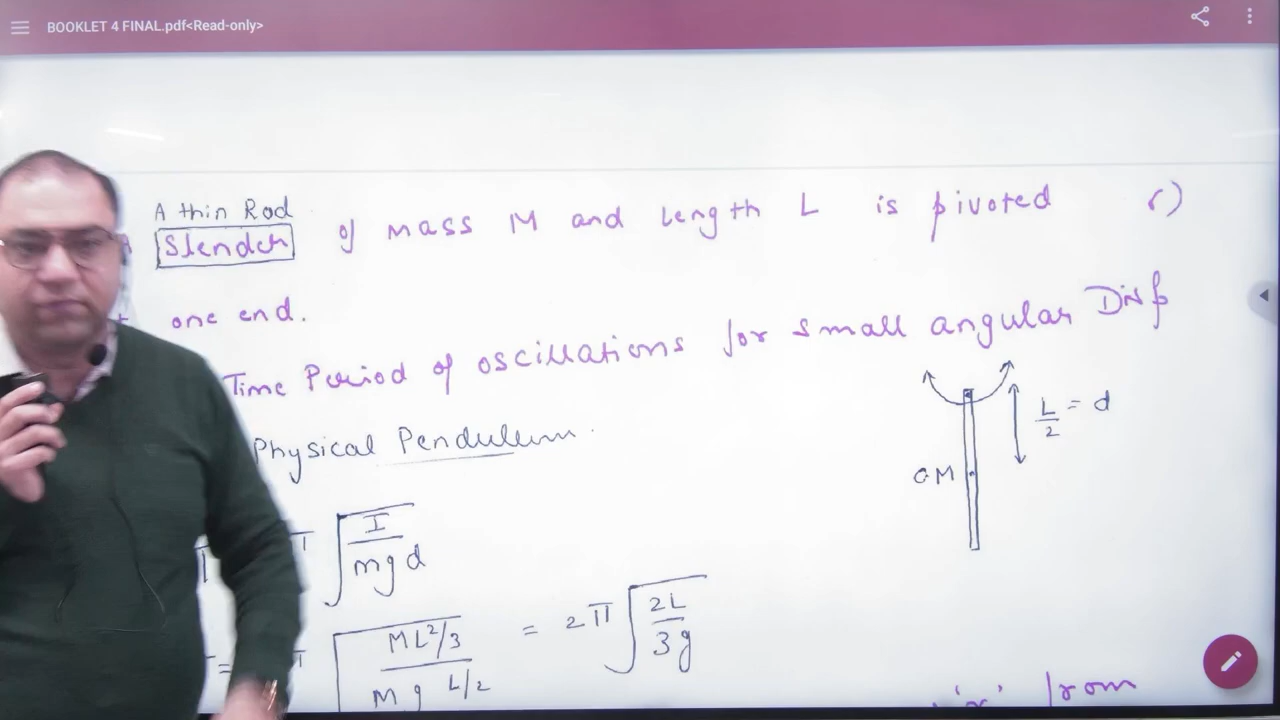 BOOKLET 4 FINAL.pdf<Read-only>
A thin Rod
Slender of mass M and length L is pivoted
one end.
Time Period of oscillations for small angular Disp
L/2 = d
Physical Pendulum.
CM
√(I/mgd)
√((ML²/3)/(Mg L/2)) = 2π√(2L/3g)
'x' from